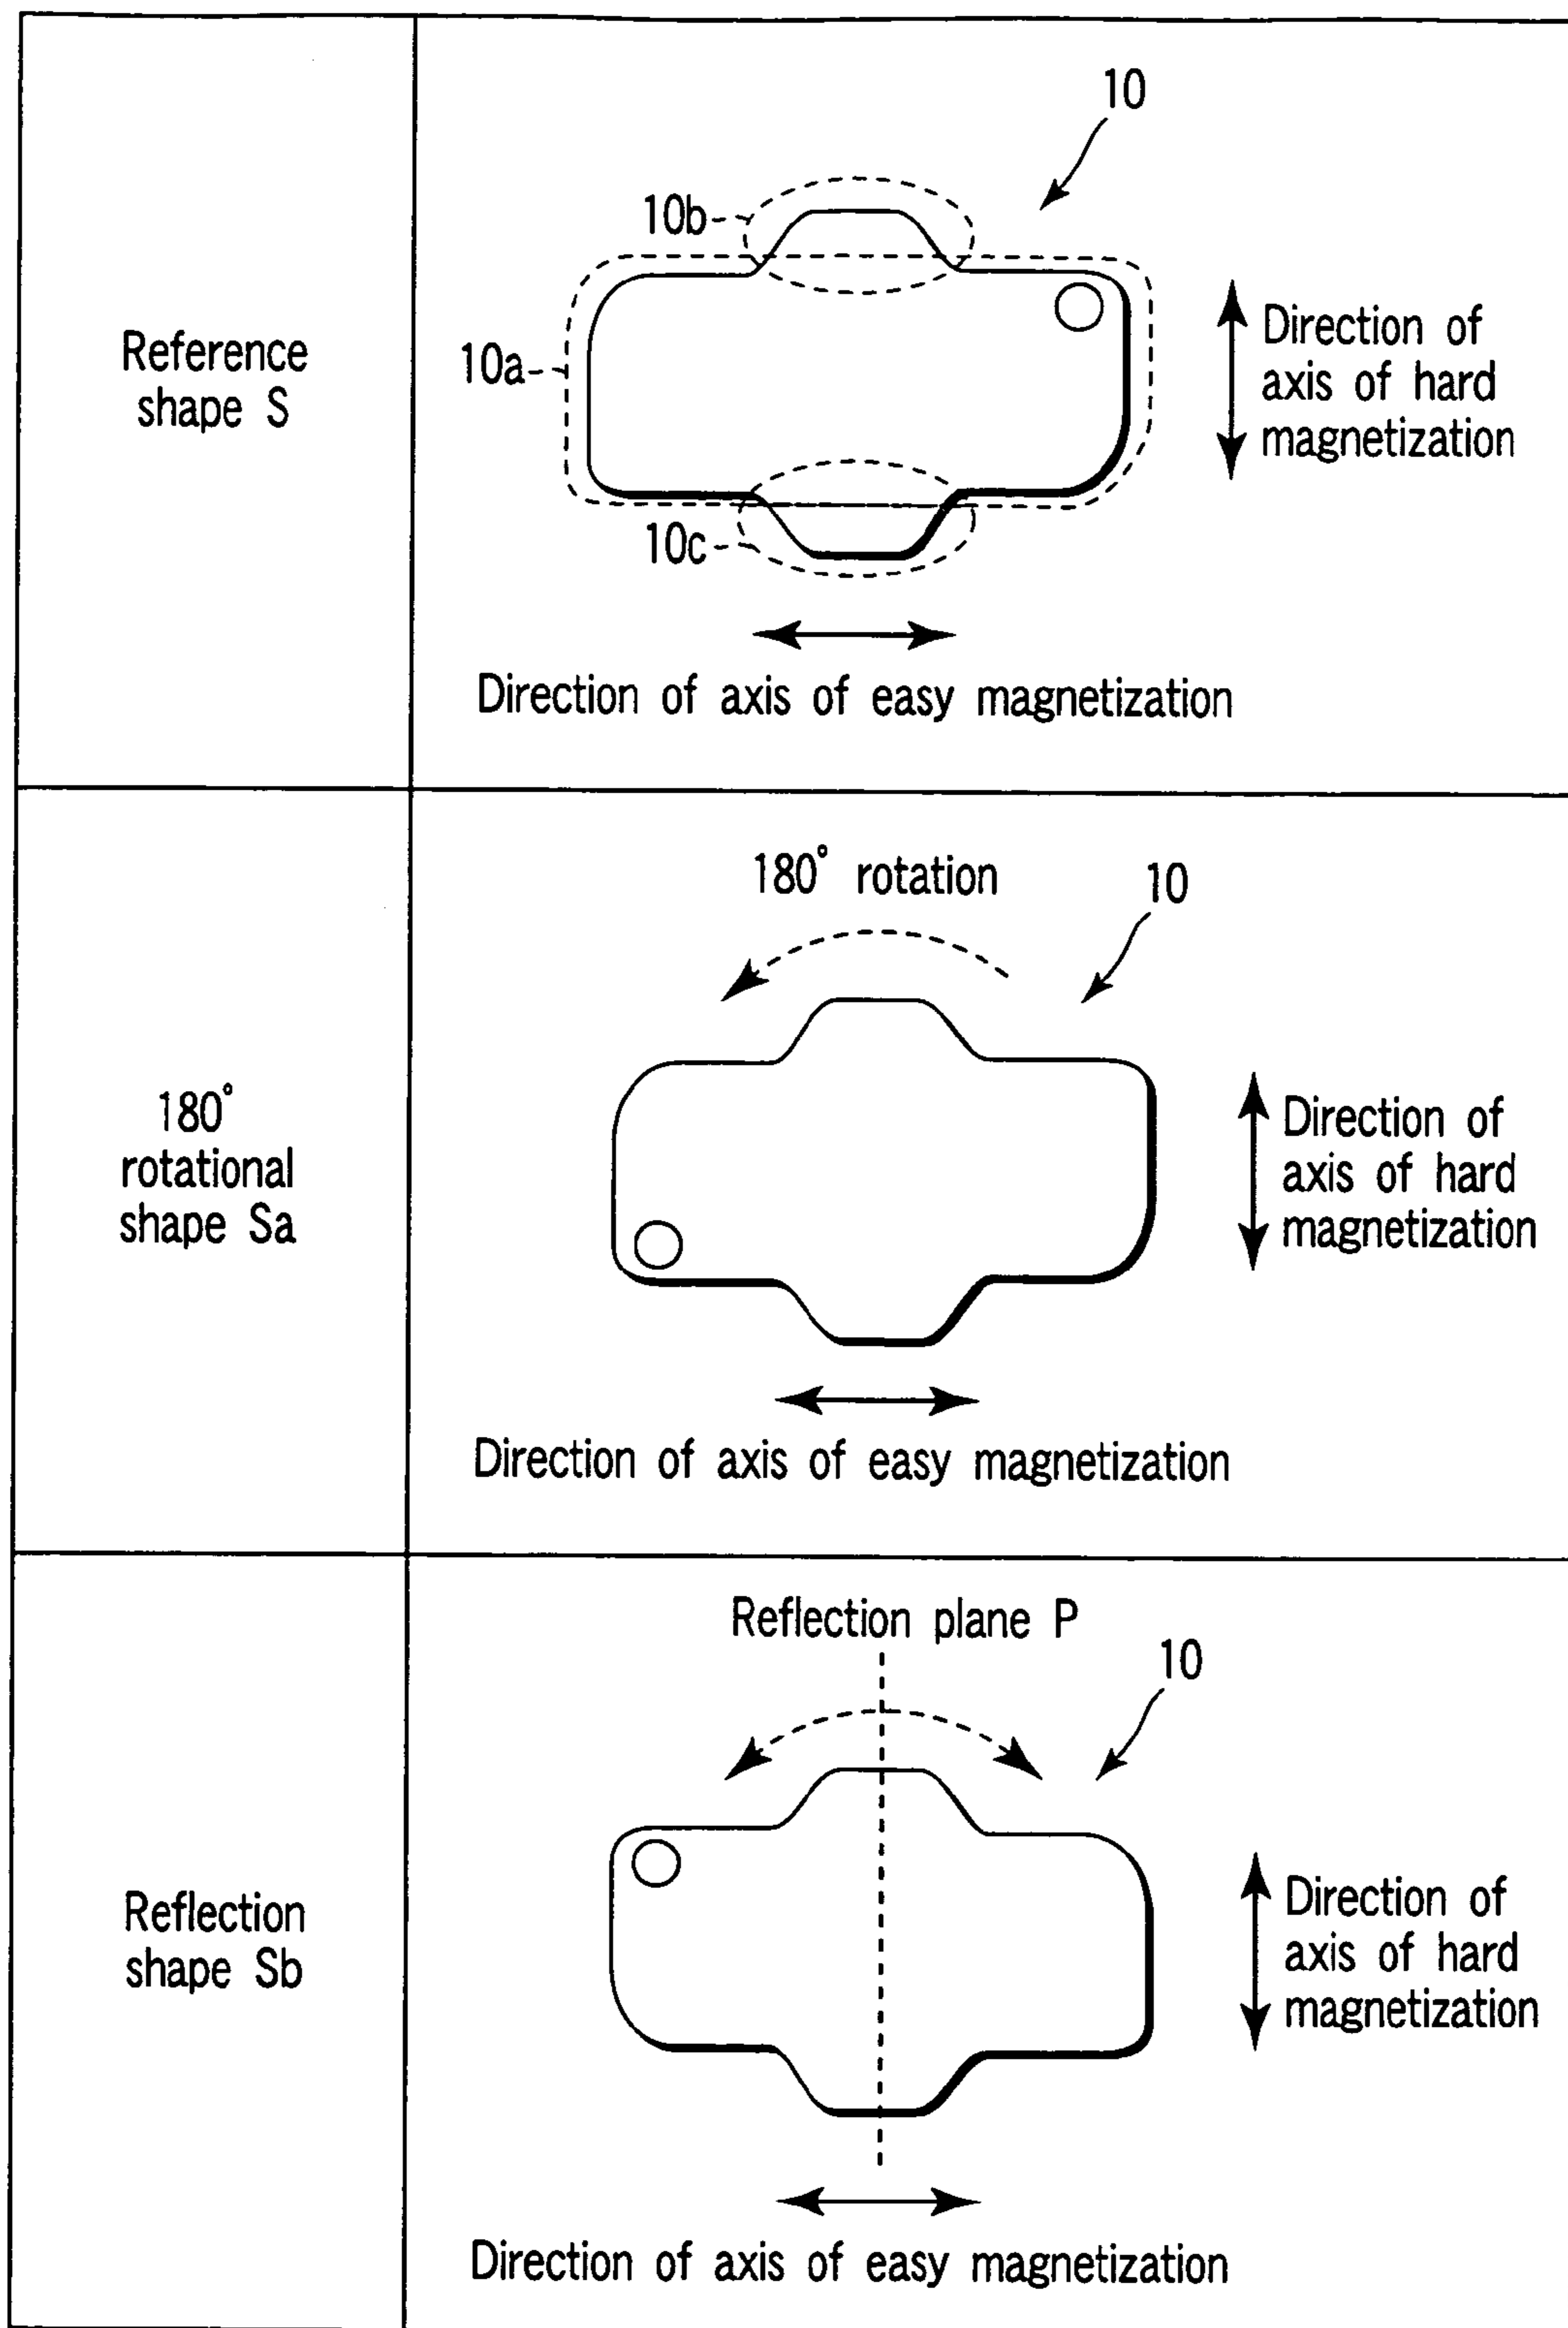 Reference
shape S
10
10b
10a
10c
Direction of
axis of hard
magnetization
Direction of axis of easy magnetization
180°
rotational
shape Sa
180° rotation
10
Direction of
axis of hard
magnetization
Direction of axis of easy magnetization
Reflection
shape Sb
Reflection plane P
10
Direction of
axis of hard
magnetization
Direction of axis of easy magnetization